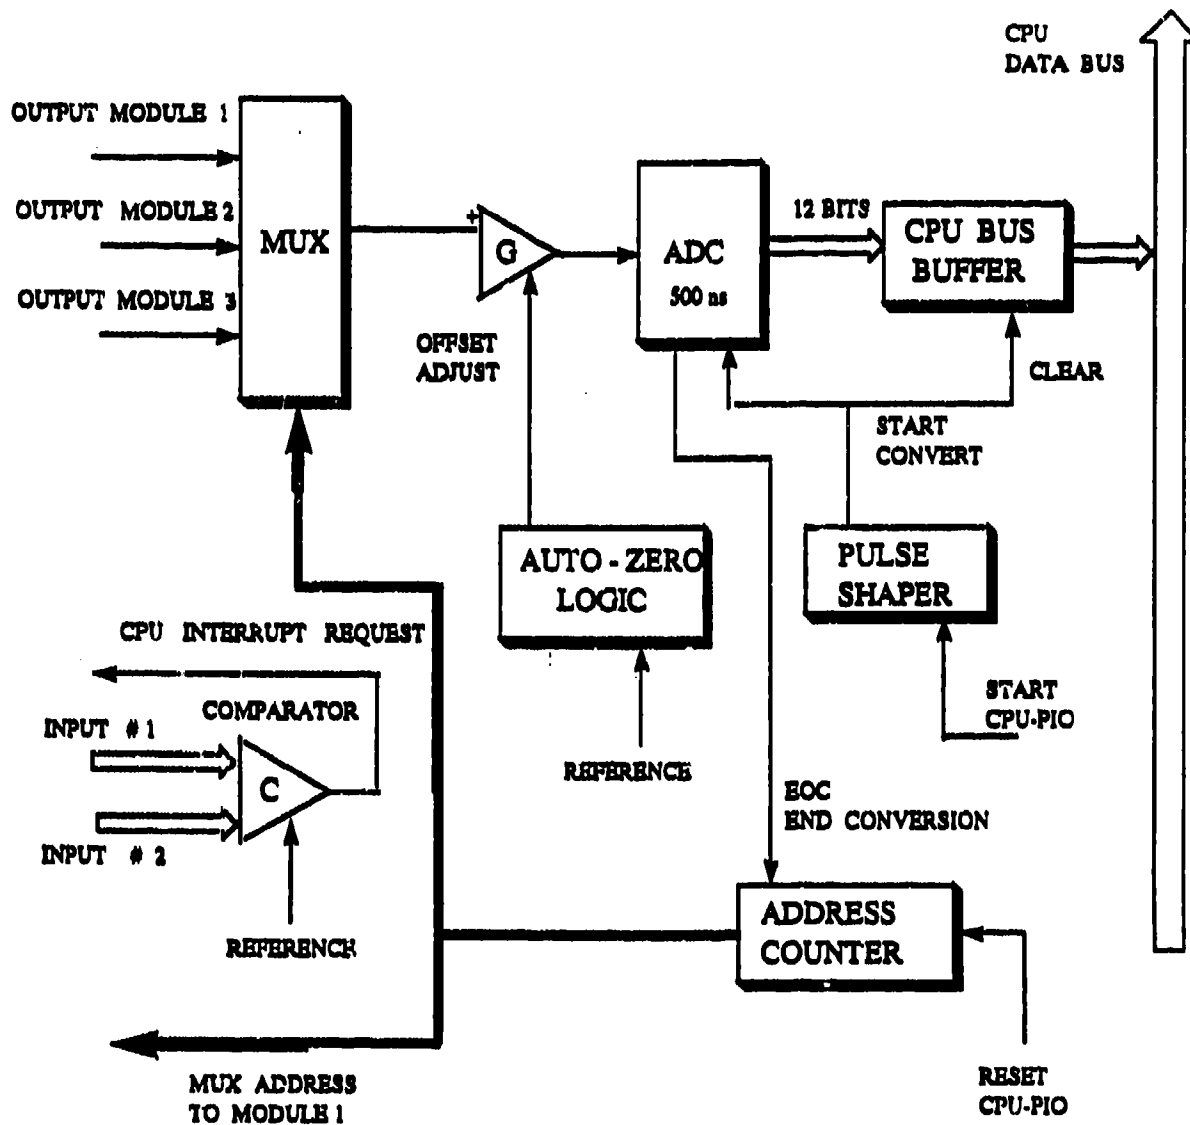 CPU
DATA BUS
OUTPUT MODULE 1
OUTPUT MODULE 2
OUTPUT MODULE 3
MUX
+
G
ADC
500 ns
12 BITS
CPU BUS
BUFFER
OFFSET
ADJUST
CLEAR
START
CONVERT
AUTO - ZERO
LOGIC
PULSE
SHAPER
CPU INTERRUPT REQUEST
COMPARATOR
INPUT # 1
C
INPUT # 2
REFERENCE
REFERENCE
START
CPU-PIO
EOC
END CONVERSION
ADDRESS
COUNTER
MUX ADDRESS
TO MODULE 1
RESET
CPU-PIO